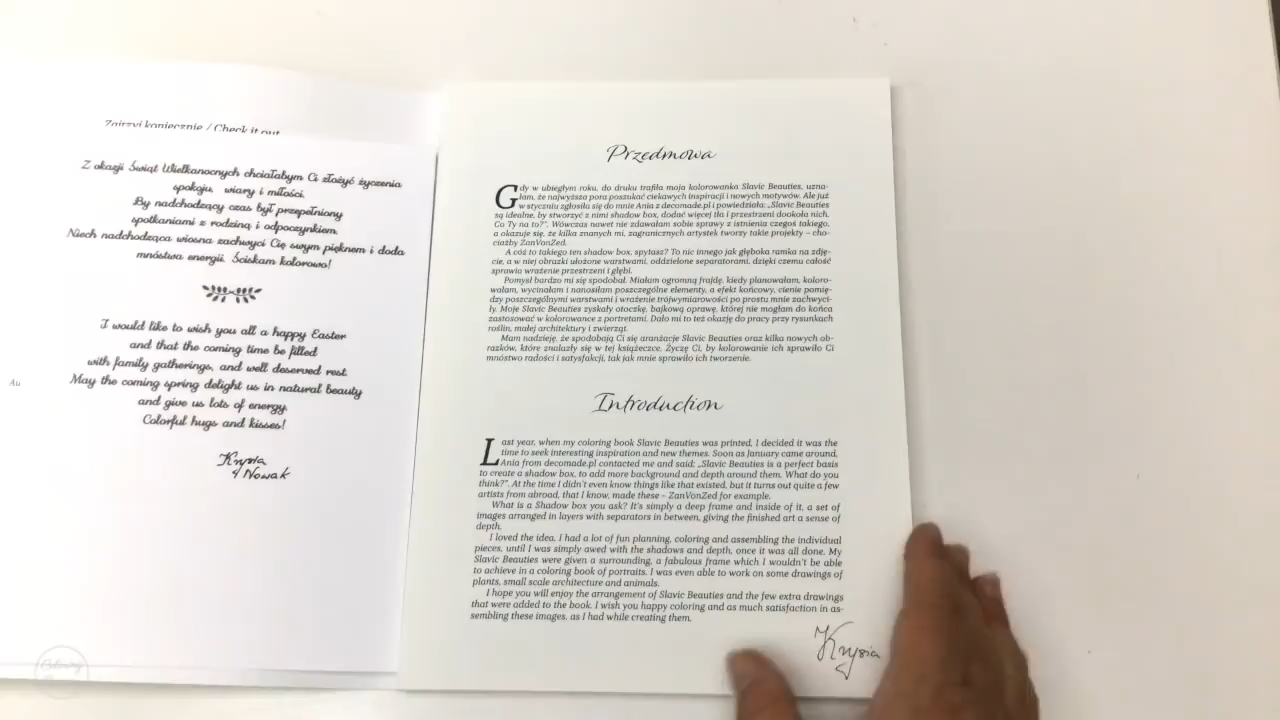 Zajrzyj koniecznie / Check it out
Z okazji Świąt Wielkanocnych chciałabym Ci złożyć życzenia
spokoju, wiary i miłości.
By nadchodzący czas był przepełniony
spotkaniami z rodziną i odpoczynkiem.
Niech nadchodząca wiosna zachwyci Cię swym pięknem i doda
mnóstwa energii. Ściskam kolorowo!
I would like to wish you all a happy Easter
and that the coming time be filled
with family gatherings, and well deserved rest.
May the coming spring delight us in natural beauty
and give us lots of energy.
Colorful hugs and kisses!
Krysia
Nowak
Au
Przedmowa
Gdy w ubiegłym roku, do druku trafiła moja kolorowanka Slavic Beauties, uzna-
łam, że najwyższa pora poszukać ciekawych inspiracji i nowych motywów. Ale już
w styczniu zgłosiła się do mnie Ania z decomade.pl i powiedziała: „Slavic Beauties
są idealne, by stworzyć z nimi shadow box, dodać więcej tła i przestrzeni dookoła nich.
Co Ty na to?”. Wówczas nawet nie zdawałam sobie sprawy z istnienia czegoś takiego,
a okazuje się, że kilka znanych mi, zagranicznych artystek tworzy takie projekty – cho-
ciażby ZanVonZed.
A cóż to takiego ten shadow box, spytasz? To nic innego jak głęboka ramka na zdję-
cie, a w niej obrazki ułożone warstwami, oddzielone separatorami, dzięki czemu całość
sprawia wrażenie przestrzeni i głębi.
Pomysł bardzo mi się spodobał. Miałam ogromną frajdę, kiedy planowałam, koloro-
wałam, wycinałam i nanosiłam poszczególne elementy, a efekt końcowy, cienie pomię-
dzy poszczególnymi warstwami i wrażenie trójwymiarowości po prostu mnie zachwyci-
ły. Moje Slavic Beauties zyskały otoczkę, bajkową oprawę, której nie mogłam do końca
zastosować w kolorowance z portretami. Dało mi to też okazję do pracy przy rysunkach
roślin, małej architektury i zwierząt.
Mam nadzieję, że spodobają Ci się aranżacje Slavic Beauties oraz kilka nowych ob-
razków, które znalazły się w tej książeczce. Życzę Ci, by kolorowanie ich sprawiło Ci
mnóstwo radości i satysfakcji, tak jak mnie sprawiło ich tworzenie.
Introduction
Last year, when my coloring book Slavic Beauties was printed, I decided it was the
time to seek interesting inspiration and new themes. Soon as January came around,
Ania from decomade.pl contacted me and said: „Slavic Beauties is a perfect basis
to create a shadow box, to add more background and depth around them. What do you
think?”. At the time I didn't even know things like that existed, but it turns out quite a few
artists from abroad, that I know, made these – ZanVonZed for example.
What is a Shadow box you ask? It's simply a deep frame and inside of it, a set of
images arranged in layers with separators in between, giving the finished art a sense of
depth.
I loved the idea. I had a lot of fun planning, coloring and assembling the individual
pieces, until I was simply awed with the shadows and depth, once it was all done. My
Slavic Beauties were given a surrounding, a fabulous frame which I wouldn't be able
to achieve in a coloring book of portraits. I was even able to work on some drawings of
plants, small scale architecture and animals.
I hope you will enjoy the arrangement of Slavic Beauties and the few extra drawings
that were added to the book. I wish you happy coloring and as much satisfaction in as-
sembling these images, as I had while creating them.
Krysia
Coloring